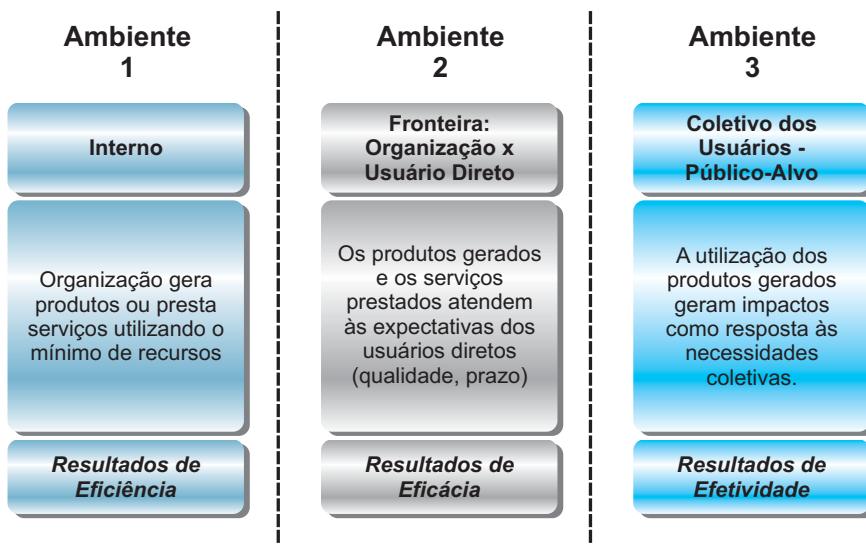 Ambiente
1
Interno
Organização gera
produtos ou presta
serviços utilizando o
mínimo de recursos
Resultados de
Eficiência
Ambiente
2
Fronteira:
Organização x
Usuário Direto
Os produtos gerados
e os serviços
prestados atendem
às expectativas dos
usuários diretos
(qualidade, prazo)
Resultados de
Eficácia
Ambiente
3
Coletivo dos
Usuários -
Público-Alvo
A utilização dos
produtos gerados
geram impactos
como resposta às
necessidades
coletivas.
Resultados de
Efetividade